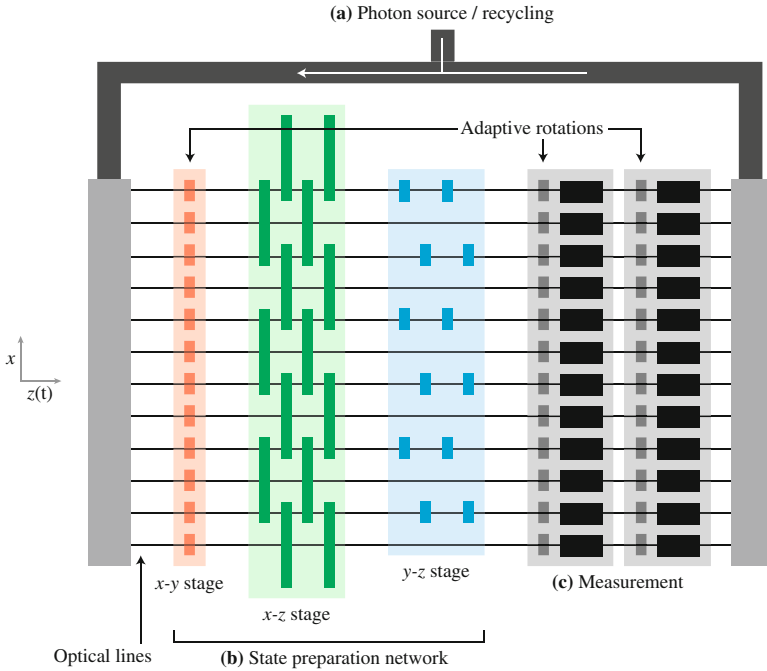 (a) Photon source / recycling
Adaptive rotations
x
z(t)
x-y stage
x-z stage
y-z stage
(c) Measurement
Optical lines
(b) State preparation network